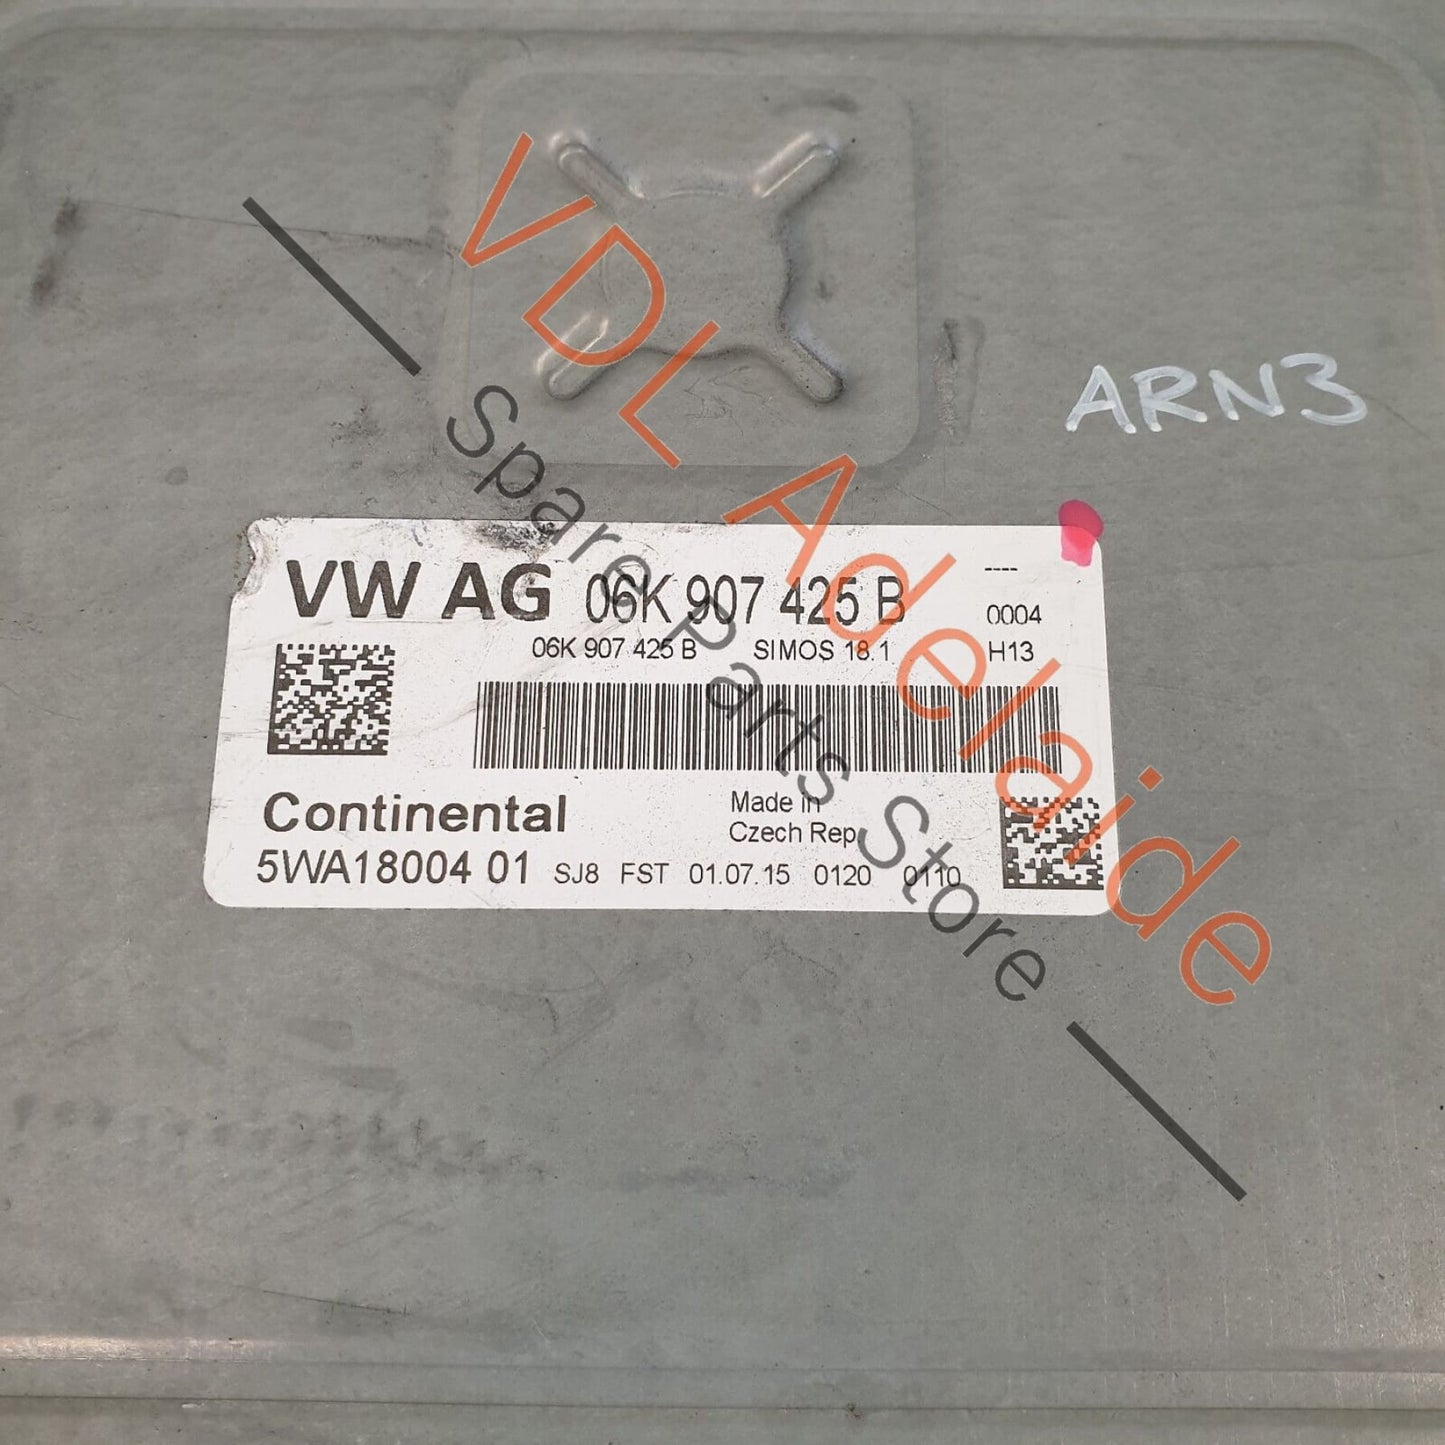 VDL Adelaide
Spare Parts Store
ARN3
VW AG 06K 907 425 B ----
0004
06K 907 425 B SIMOS 18.1 H13
Continental
Made in
Czech Rep.
5WA18004 01 SJ8 FST 01.07.15 0120 0110